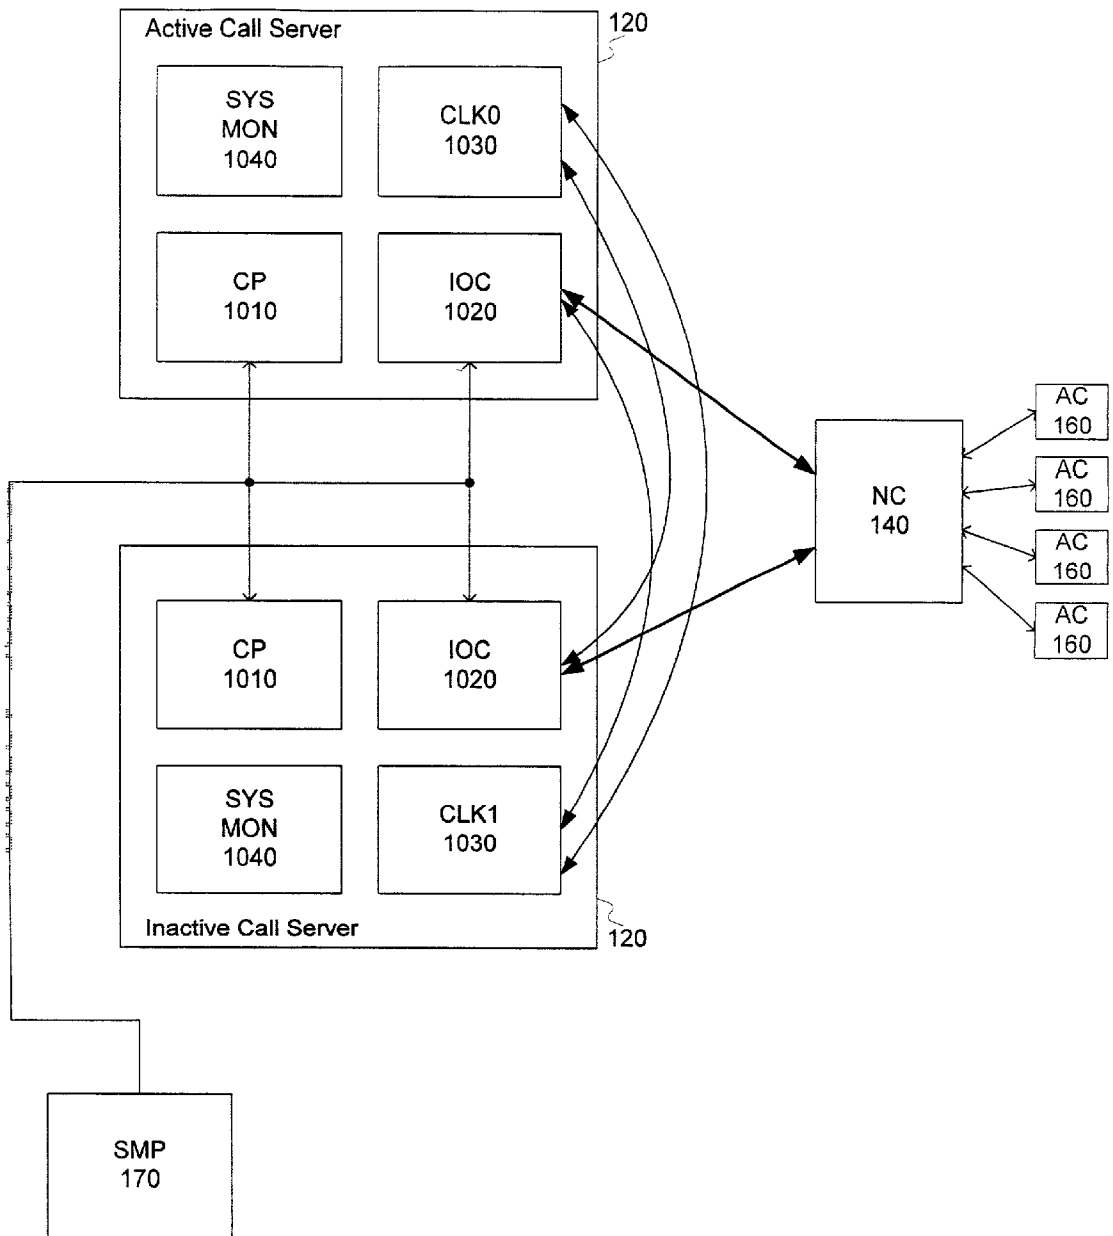 Active Call Server
120
SYS
MON
1040
CLK0
1030
CP
1010
IOC
1020
AC
160
AC
160
AC
160
AC
160
NC
140
CP
1010
IOC
1020
SYS
MON
1040
CLK1
1030
Inactive Call Server
120
SMP
170